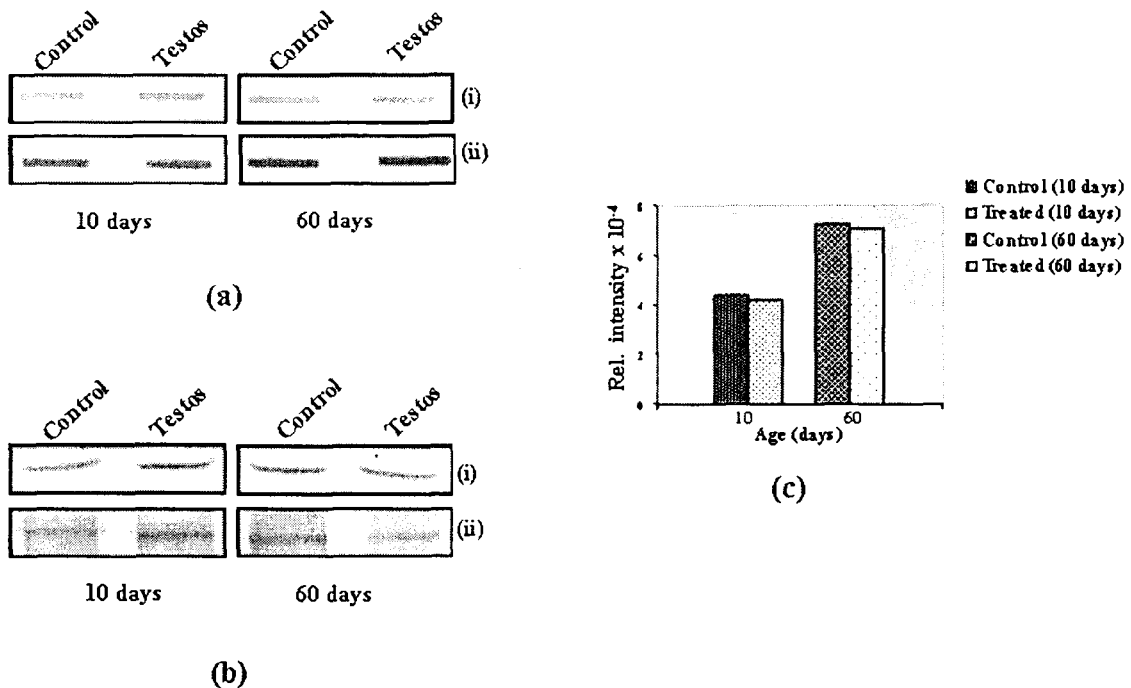 Control Testos Control Testos
(i)
(ii)
10 days 60 days
(a)
Control Testos Control Testos
(i)
(ii)
10 days 60 days
(b)
Control (10 days)
Treated (10 days)
Control (60 days)
Treated (60 days)
Rel. intensity x 10-4
8
6
4
2
0
10 60
Age (days)
(c)